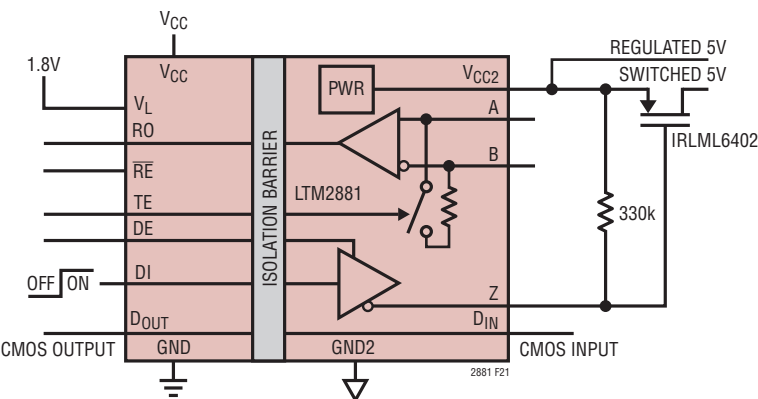 VCC
REGULATED 5V
1.8V
VCC
PWR
VCC2
SWITCHED 5V
VL
A
RO
IRLML6402
B
RE
ISOLATION BARRIER
LTM2881
TE
330k
DE
OFF ON
DI
Z
DOUT
DIN
CMOS OUTPUT
GND
GND2
CMOS INPUT
2881 F21